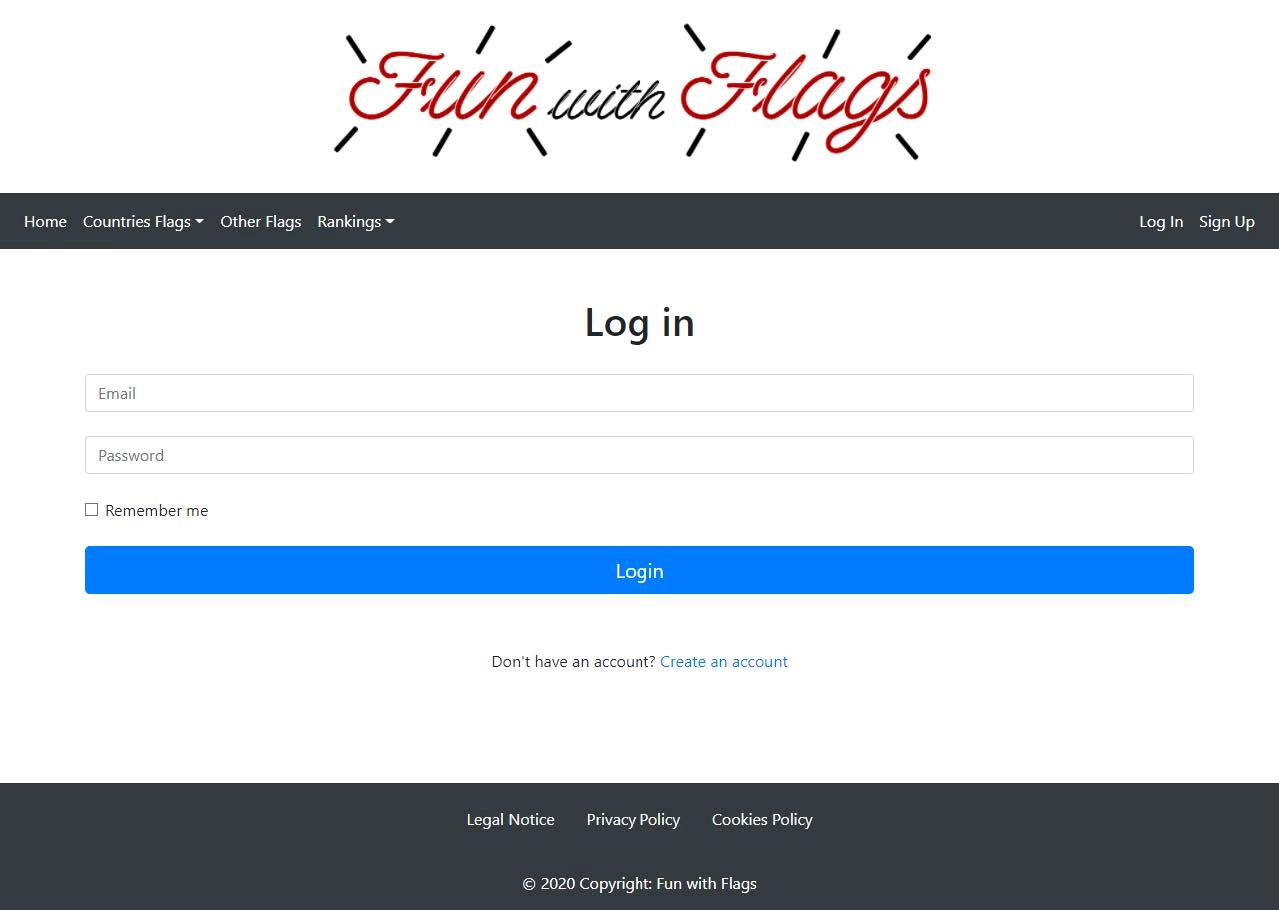 Fun with Flags
Home Countries Flags Other Flags Rankings Log In Sign Up
Log in
Email
Password
Remember me
Login
Don't have an account? Create an account
Legal Notice Privacy Policy Cookies Policy
© 2020 Copyright: Fun with Flags